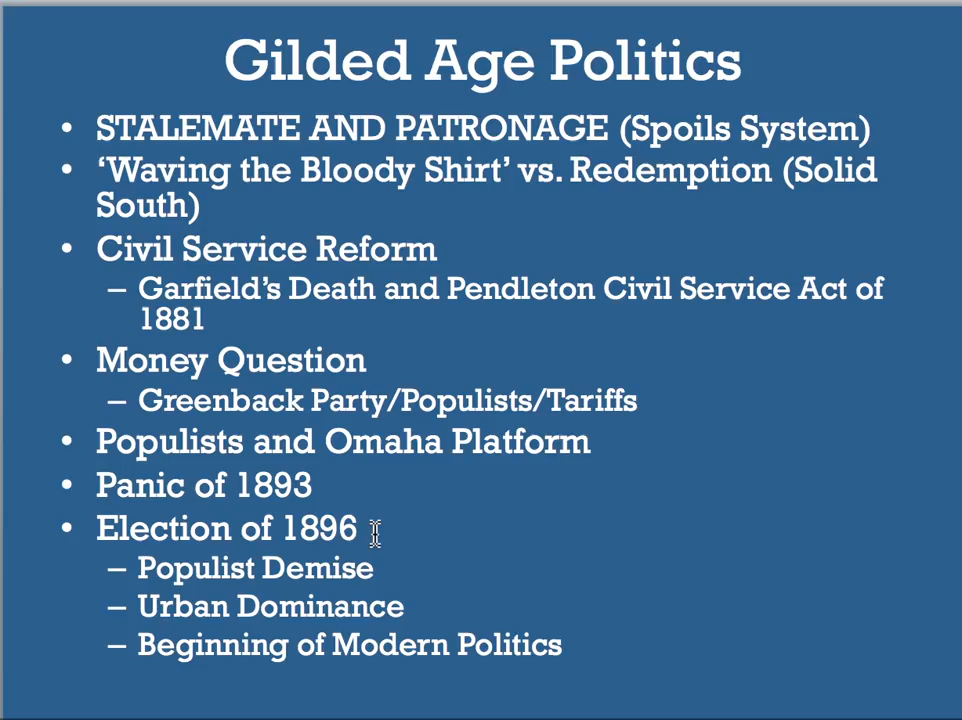 Gilded Age Politics
• STALEMATE AND PATRONAGE (Spoils System)
• ‘Waving the Bloody Shirt’ vs. Redemption (Solid
South)
• Civil Service Reform
– Garfield’s Death and Pendleton Civil Service Act of
1881
• Money Question
– Greenback Party/Populists/Tariffs
• Populists and Omaha Platform
• Panic of 1893
• Election of 1896
– Populist Demise
– Urban Dominance
– Beginning of Modern Politics